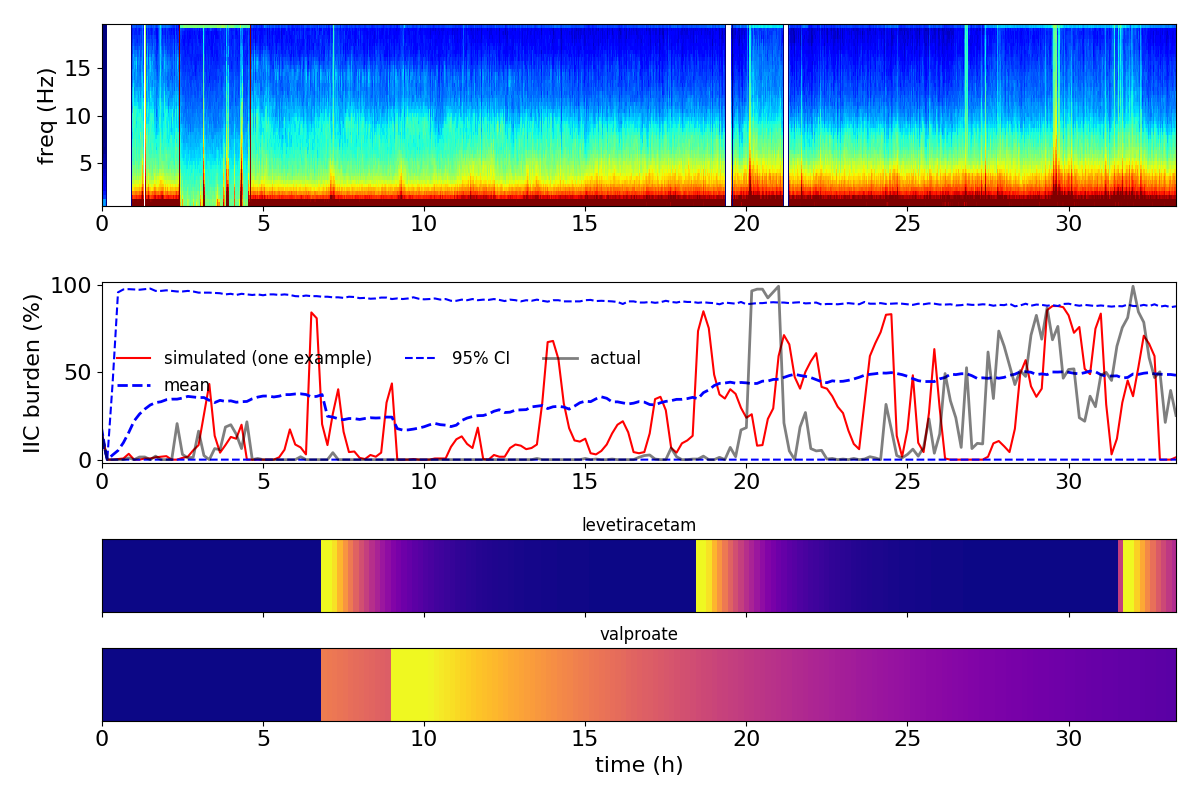 freq (Hz)
15
10
5
0 5 10 15 20 25 30
IIC burden (%)
100
50
0
simulated (one example) 95% CI actual
mean
0 5 10 15 20 25 30
levetiracetam
valproate
0 5 10 15 20 25 30
time (h)